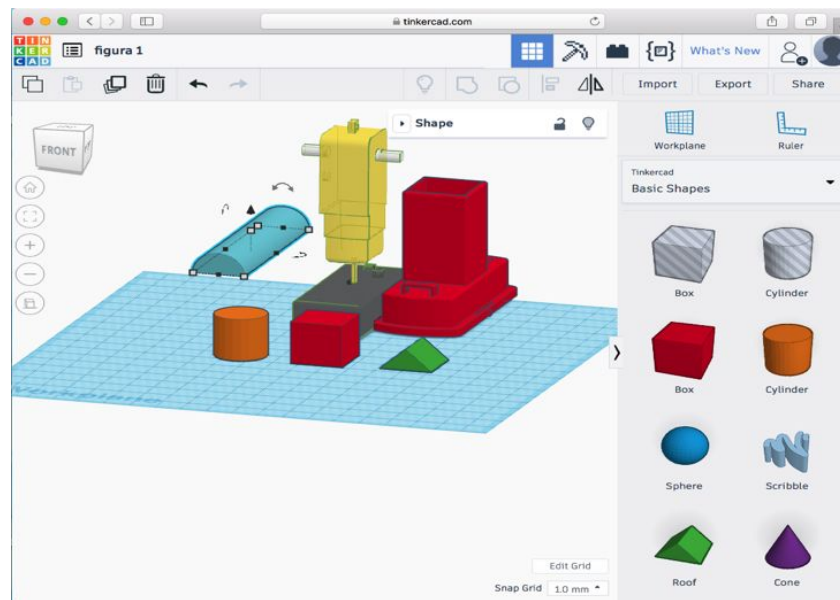 tinkercad.com
TIN
KER
CAD
figura 1
What's New
Import
Export
Share
Shape
FRONT
Workplane
Ruler
Tinkercad
Basic Shapes
Box
Cylinder
Box
Cylinder
Sphere
Scribble
Roof
Cone
Edit Grid
Snap Grid 1.0 mm